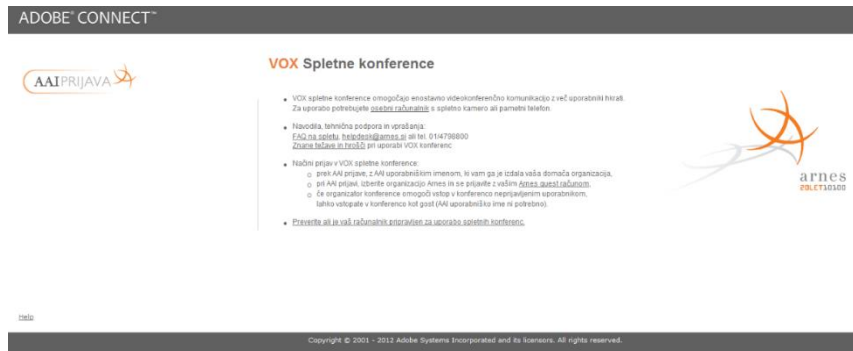 ADOBE® CONNECT™
AAI PRIJAVA
VOX Spletne konference
VOX spletne konference omogočajo enostavno videokonferenčno komunikacijo z več uporabniki hkrati.
Za uporabo potrebujete osebni računalnik s spletno kamero ali pametni telefon.
Navodila, tehnična podpora in vprašanja:
FAQ na spletu, helpdesk@arnes.si ali tel. 01/4798800
Znane težave in hrošči pri uporabi VOX konferenc
Načini prijav v VOX spletne konference:
prek AAI prijave, z AAI uporabniškim imenom, ki vam ga je izdala vaša domača organizacija,
pri AAI prijavi, izberite organizacijo Arnes in se prijavite z vašim Arnes guest računom,
če organizator konference omogoči vstop v konferenco neprijavljenim uporabnikom,
lahko vstopate v konferenco kot gost (AAI uporabniško ime ni potrebno).
Preverite ali je vaš računalnik pripravljen za uporabo spletnih konferenc.
arnes
20LET10100
Help
Copyright © 2001 - 2012 Adobe Systems Incorporated and its licensors. All rights reserved.